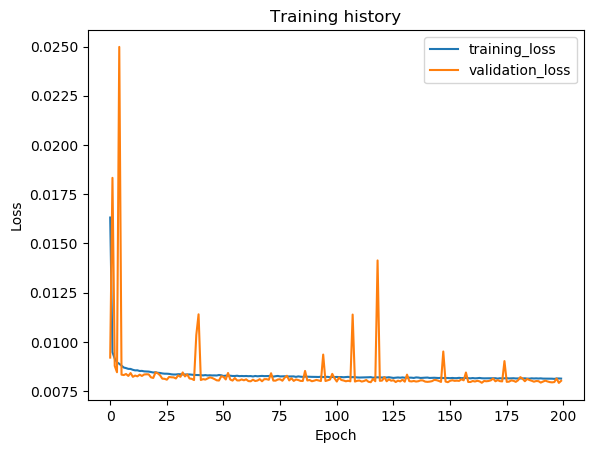 Training history
training_loss
validation_loss
0.0250
0.0225
0.0200
0.0175
0.0150
0.0125
0.0100
0.0075
Loss
0 25 50 75 100 125 150 175 200
Epoch